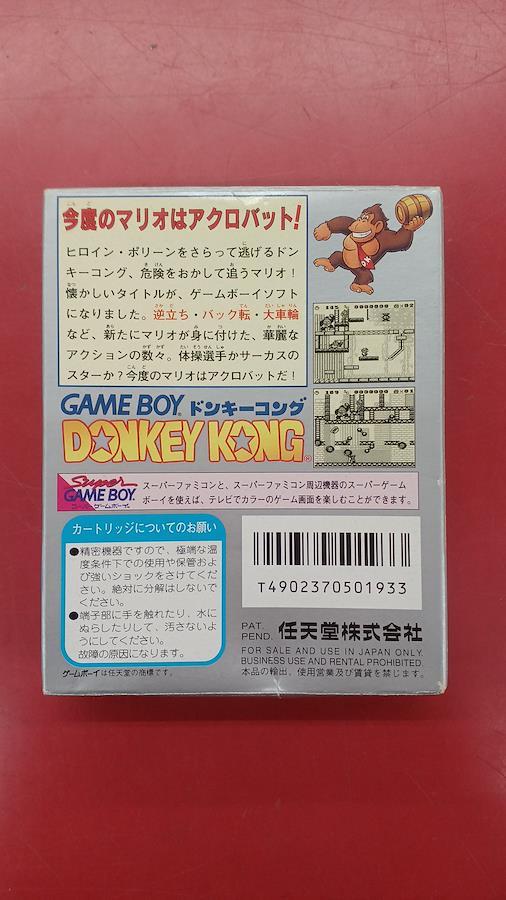 今度のマリオはアクロバット!
ヒロイン・ポリーンをさらって逃げるドン
キーコング、危険をおかして追うマリオ!
懐かしいタイトルが、ゲームボーイソフト
になりました。逆立ち・バック転・大車輪
など、新たにマリオが身に付けた、華麗な
アクションの数々。体操選手かサーカスの
スターか?今度のマリオはアクロバットだ!
GAME BOY® ドンキーコング
DONKEY KONG®
Super
GAME BOY
スーパーゲームボーイ
スーパーファミコンと、スーパーファミコン周辺機器のスーパーゲーム
ボーイを使えば、テレビでカラーのゲーム画面を楽しむことができます。
カートリッジについてのお願い
●精密機器ですので、極端な温
度条件下での使用や保管およ
び強いショックをさけてくだ
さい。絶対に分解はしないで
ください。
●端子部に手を触れたり、水に
ぬらしたりして、汚さないよ
うにしてください。
故障の原因になります。
ゲームボーイは任天堂の商標です。
T4902370501933
PAT.
PEND. 任天堂株式会社
FOR SALE AND USE IN JAPAN ONLY.
BUSINESS USE AND RENTAL PROHIBITED.
本品の輸出、使用営業及び賃貸を禁じます。